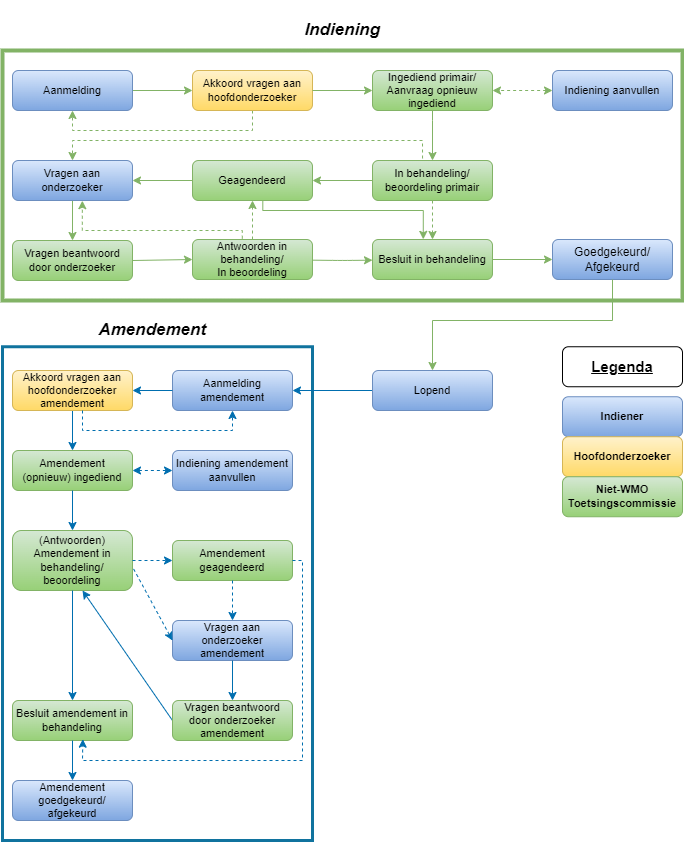 Indiening
Aanmelding
Akkoord vragen aan
hoofdonderzoeker
Ingediend primair/
Aanvraag opnieuw
ingediend
Indiening aanvullen
Vragen aan
onderzoeker
Geagendeerd
In behandeling/
beoordeling primair
Vragen beantwoord
door onderzoeker
Antwoorden in
behandeling/
In beoordeling
Besluit in behandeling
Goedgekeurd/
Afgekeurd
Amendement
Akkoord vragen aan
hoofdonderzoeker
amendement
Aanmelding
amendement
Lopend
Legenda
Indiener
Hoofdonderzoeker
Niet-WMO
Toetsingscommissie
Amendement
(opnieuw) ingediend
Indiening amendement
aanvullen
(Antwoorden)
Amendement in
behandeling/
beoordeling
Amendement
geagendeerd
Vragen aan
onderzoeker
amendement
Besluit amendement in
behandeling
Vragen beantwoord
door onderzoeker
amendement
Amendement
goedgekeurd/
afgekeurd